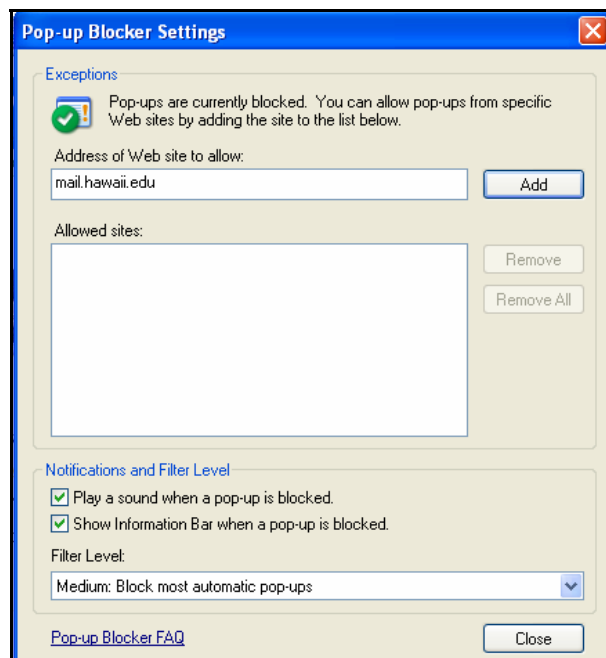 Pop-up Blocker Settings
Exceptions
Pop-ups are currently blocked. You can allow pop-ups from specific
Web sites by adding the site to the list below.
Address of Web site to allow:
mail.hawaii.edu
Add
Allowed sites:
Remove
Remove All
Notifications and Filter Level
Play a sound when a pop-up is blocked.
Show Information Bar when a pop-up is blocked.
Filter Level:
Medium: Block most automatic pop-ups
Pop-up Blocker FAQ
Close